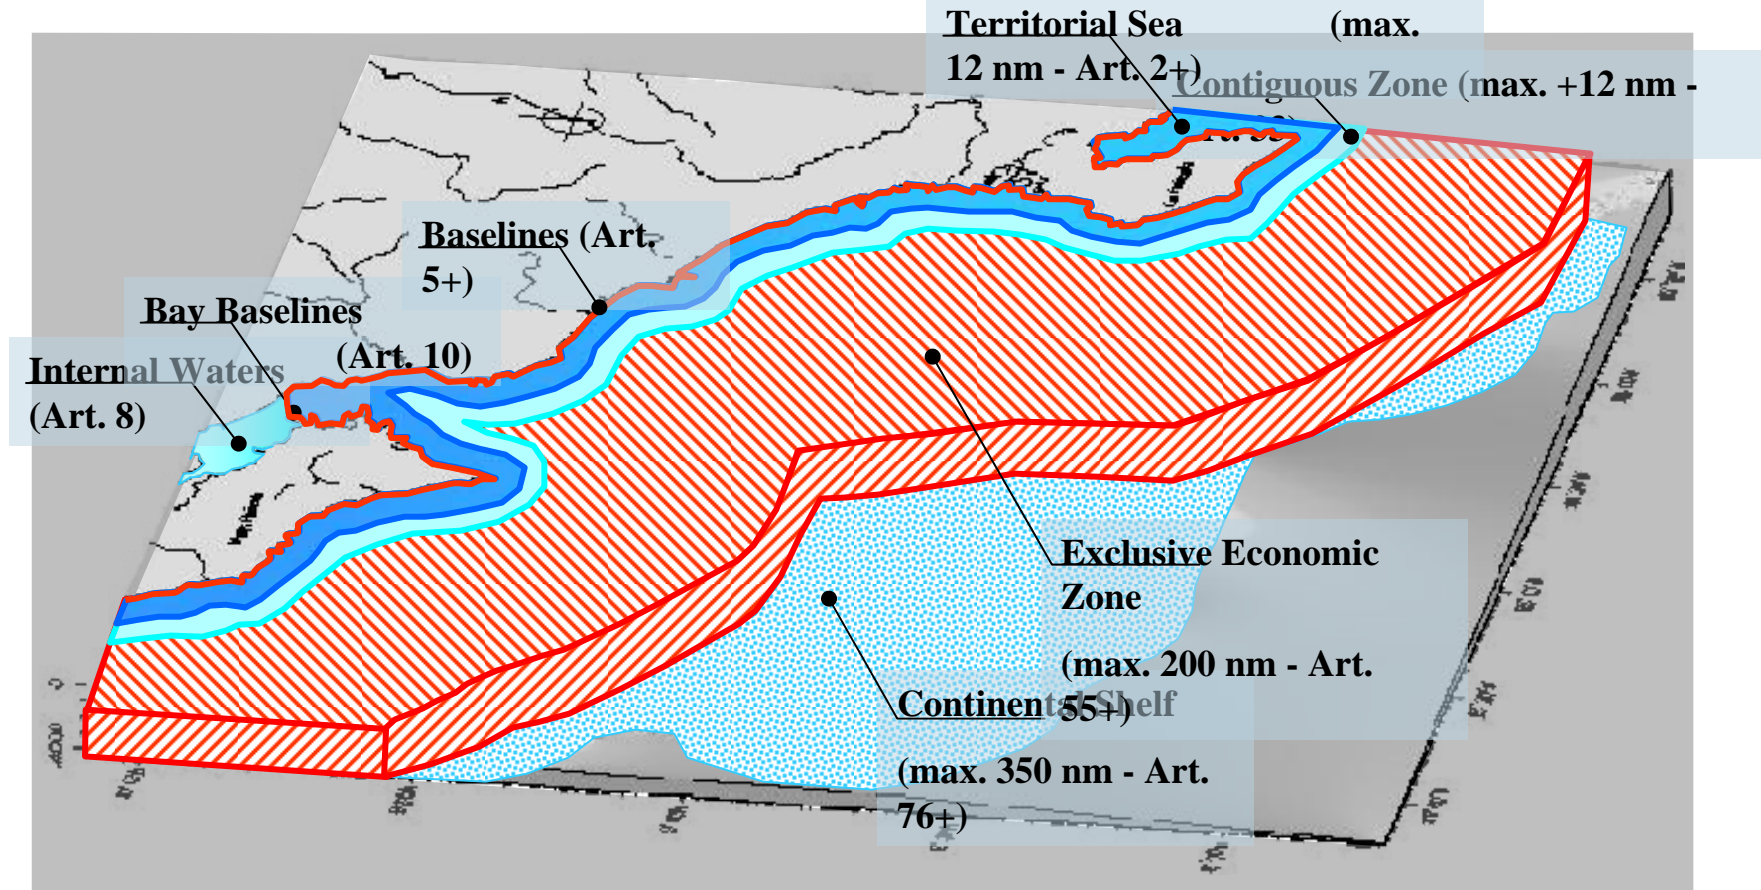 Territorial Sea (max.
12 nm - Art. 2+)
Contiguous Zone (max. +12 nm -
Baselines (Art.
5+)
Bay Baselines
(Art. 10)
Internal Waters
(Art. 8)
Exclusive Economic
Zone
(max. 200 nm - Art.
55+)
Continental Shelf
(max. 350 nm - Art.
76+)